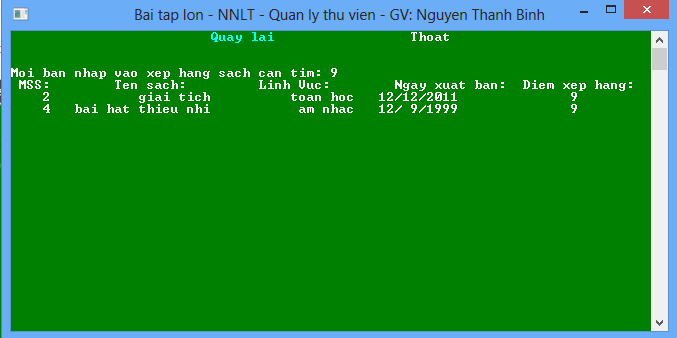 Bai tap lon - NNLT - Quan ly thu vien - GV: Nguyen Thanh Binh
Quay lai Thoat
Moi ban nhap vao xep hang sach can tim: 9
MSS: Ten sach: Linh Vuc: Ngay xuat ban: Diem xep hang:
2 giai tich toan hoc 12/12/2011 9
4 bai hat thieu nhi am nhac 12/ 9/1999 9